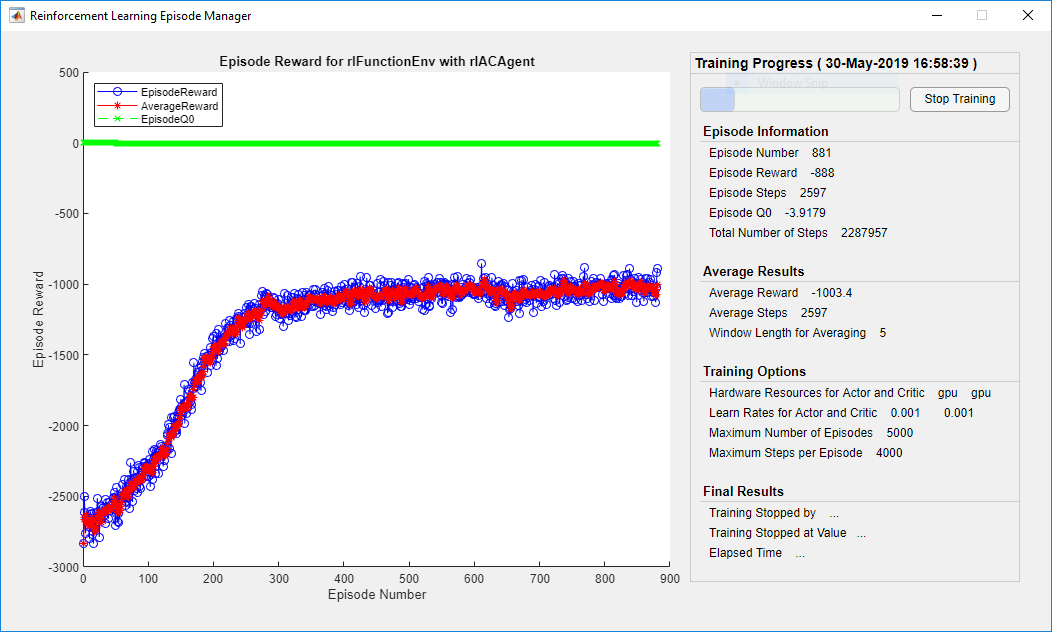 Reinforcement Learning Episode Manager
Episode Reward for rlFunctionEnv with rlACAgent
EpisodeReward
AverageReward
EpisodeQ0
500
0
-500
-1000
-1500
-2000
-2500
-3000
Episode Reward
0 100 200 300 400 500 600 700 800 900
Episode Number
Training Progress ( 30-May-2019 16:58:39 )
Window Snip
Stop Training
Episode Information
Episode Number 881
Episode Reward -888
Episode Steps 2597
Episode Q0 -3.9179
Total Number of Steps 2287957
Average Results
Average Reward -1003.4
Average Steps 2597
Window Length for Averaging 5
Training Options
Hardware Resources for Actor and Critic gpu gpu
Learn Rates for Actor and Critic 0.001 0.001
Maximum Number of Episodes 5000
Maximum Steps per Episode 4000
Final Results
Training Stopped by ...
Training Stopped at Value ...
Elapsed Time ...